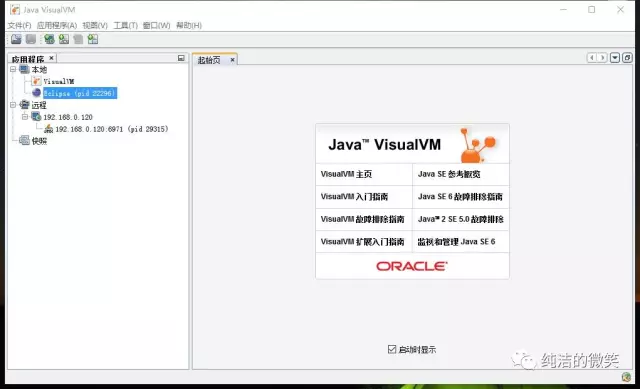 Java VisualVM
文件(F) 应用程序(A) 视图(V) 工具(T) 窗口(W) 帮助(H)
应用程序
本地
VisualVM
Eclipse (pid 22296)
远程
192.168.0.120
192.168.0.120:6971 (pid 29315)
快照
起始页
Java™ VisualVM
VisualVM 主页 Java SE 参考概览
VisualVM 入门指南 Java SE 6 故障排除指南
VisualVM 故障排除指南 Java™ 2 SE 5.0 故障排除
VisualVM 扩展入门指南 监视和管理 Java SE 6
ORACLE
启动时显示
纯洁的微笑